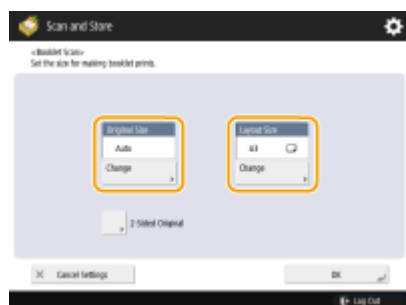 Scan and Store
<Booklet Scan>
Set the size for making booklet prints.
Original Size
Layout Size
Auto
A3
Change
Change
2-Sided Original
Cancel Settings
OK
Log Out